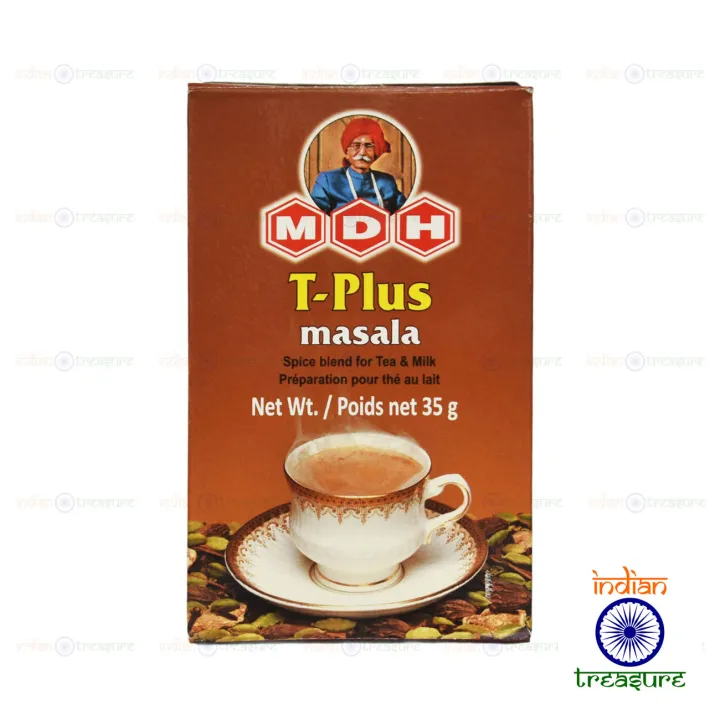 MDH
T-Plus
masala
Spice blend for Tea & Milk
Préparation pour thé au lait
Net Wt. / Poids net 35 g
indian
treasure